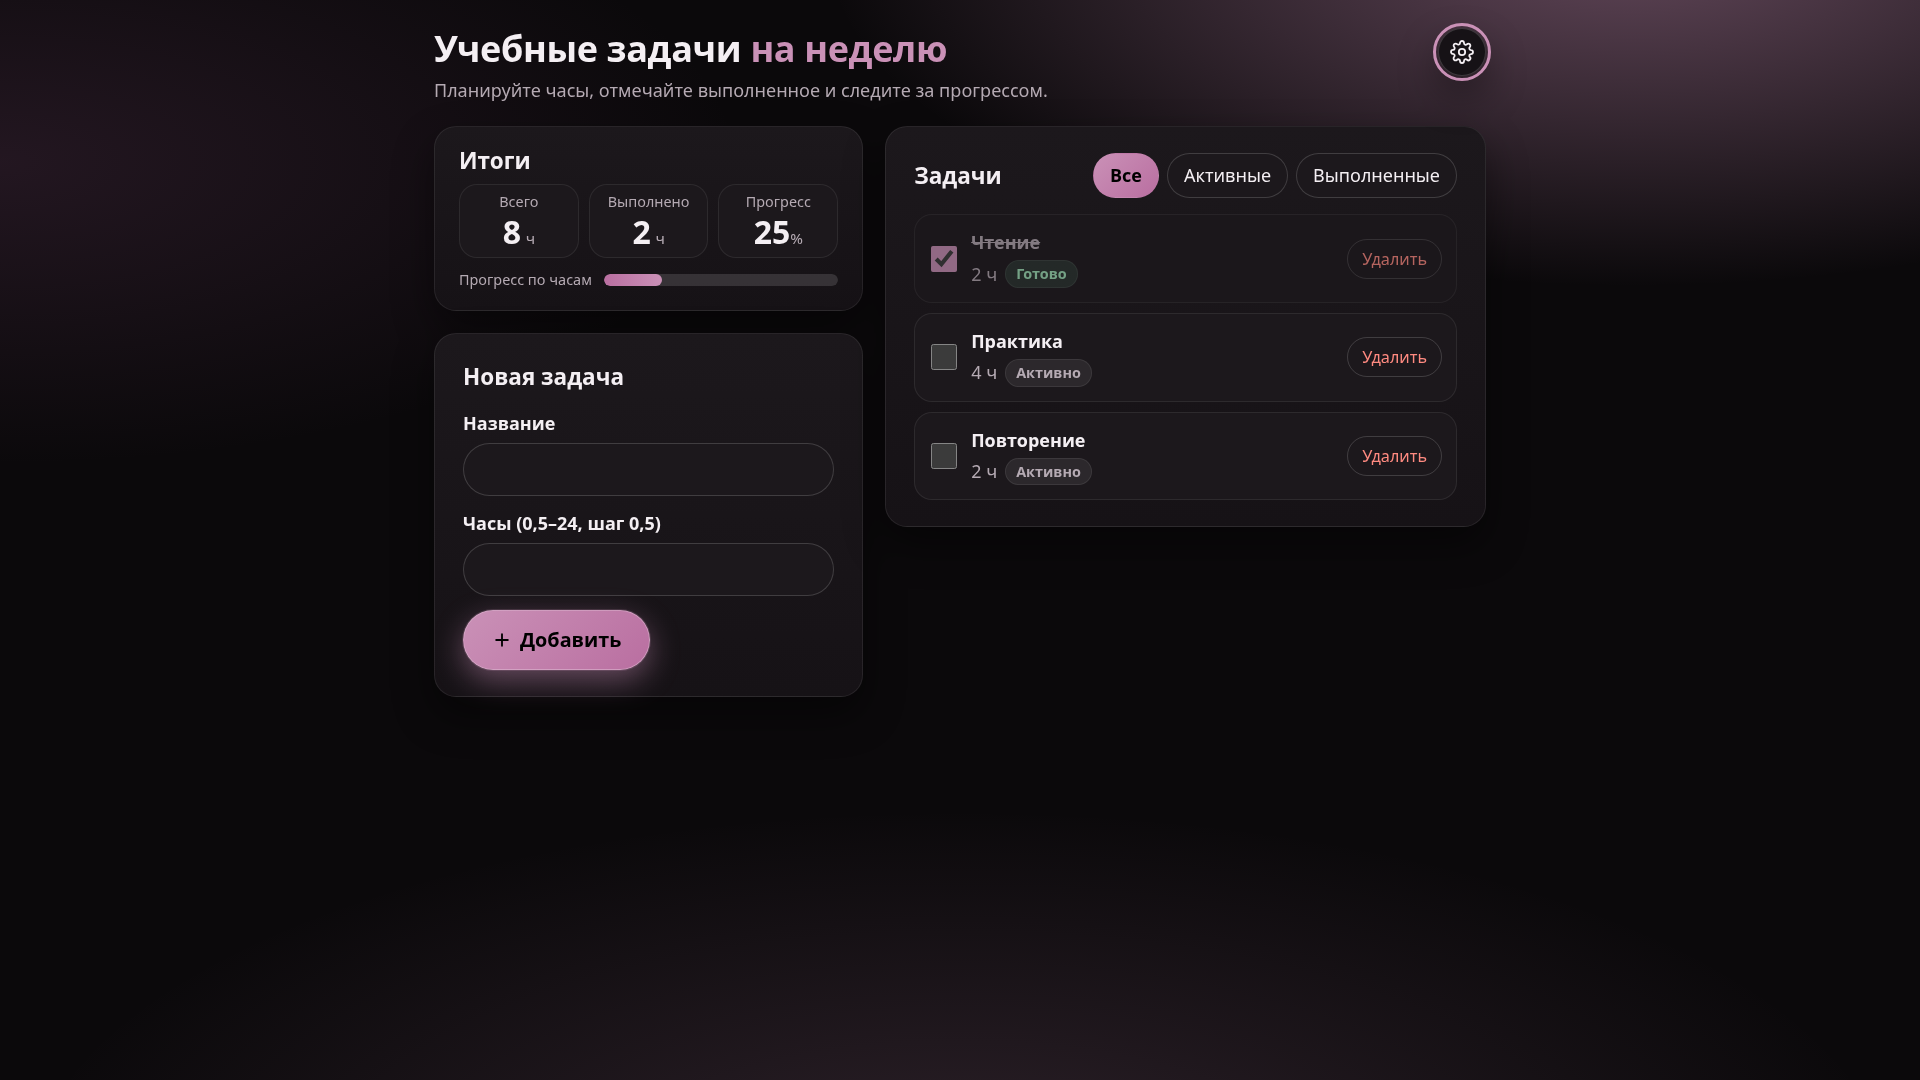 Учебные задачи на неделю
Планируйте часы, отмечайте выполненное и следите за прогрессом.
Итоги
Всего
8 ч
Выполнено
2 ч
Прогресс
25%
Прогресс по часам
Новая задача
Название
Часы (0,5–24, шаг 0,5)
+ Добавить
Задачи
Все
Активные
Выполненные
Чтение
2 ч Готово
Удалить
Практика
4 ч Активно
Удалить
Повторение
2 ч Активно
Удалить